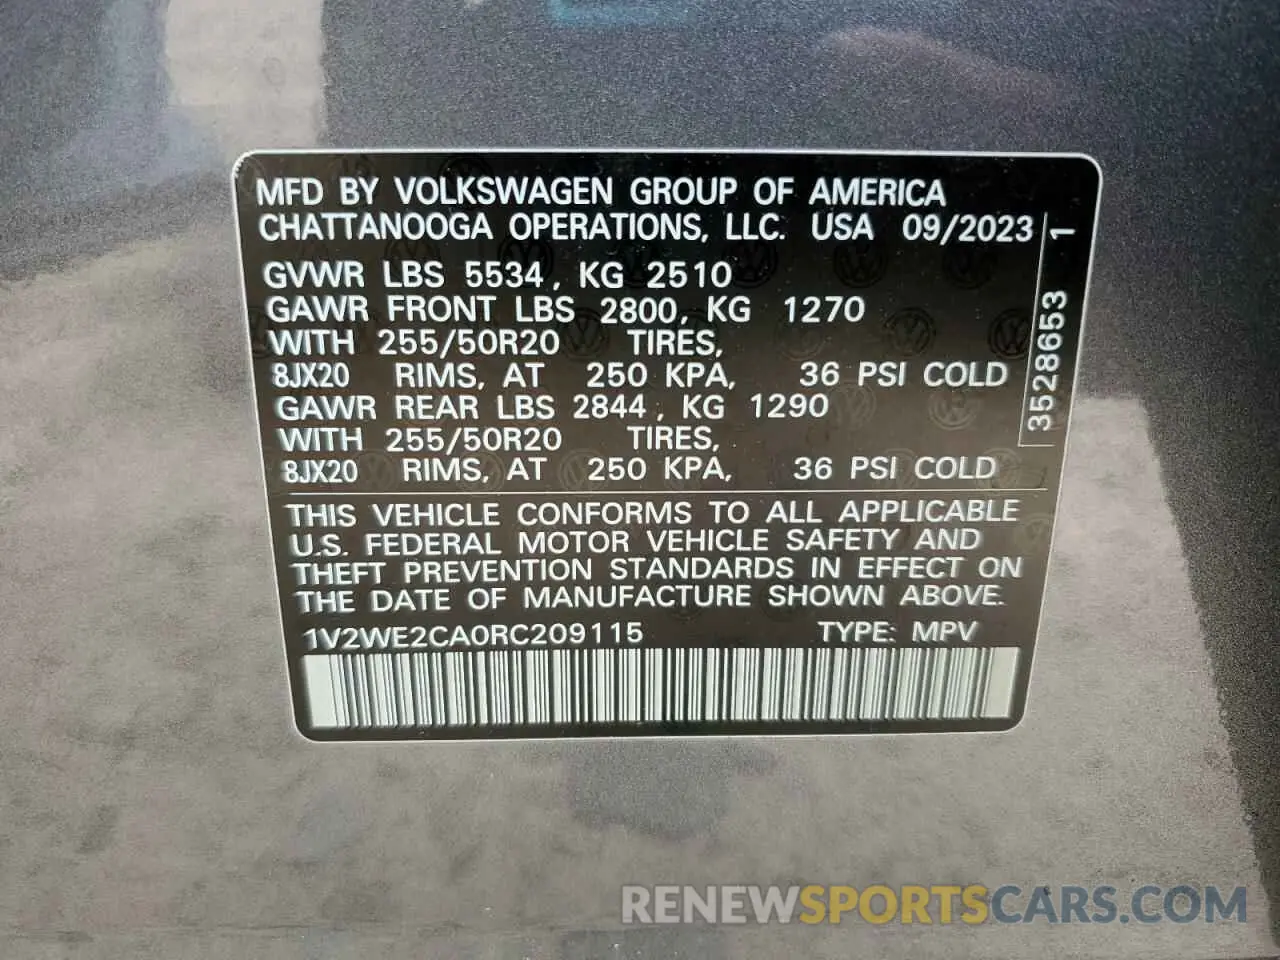 MFD BY VOLKSWAGEN GROUP OF AMERICA
CHATTANOOGA OPERATIONS, LLC. USA 09/2023
GVWR LBS 5534, KG 2510
GAWR FRONT LBS 2800, KG 1270
WITH 255/50R20 TIRES,
8JX20 RIMS, AT 250 KPA, 36 PSI COLD
GAWR REAR LBS 2844, KG 1290
WITH 255/50R20 TIRES,
8JX20 RIMS, AT 250 KPA, 36 PSI COLD
3528653 1
THIS VEHICLE CONFORMS TO ALL APPLICABLE
U.S. FEDERAL MOTOR VEHICLE SAFETY AND
THEFT PREVENTION STANDARDS IN EFFECT ON
THE DATE OF MANUFACTURE SHOWN ABOVE.
1V2WE2CA0RC209115 TYPE: MPV
RENEWSPORTSCARS.COM